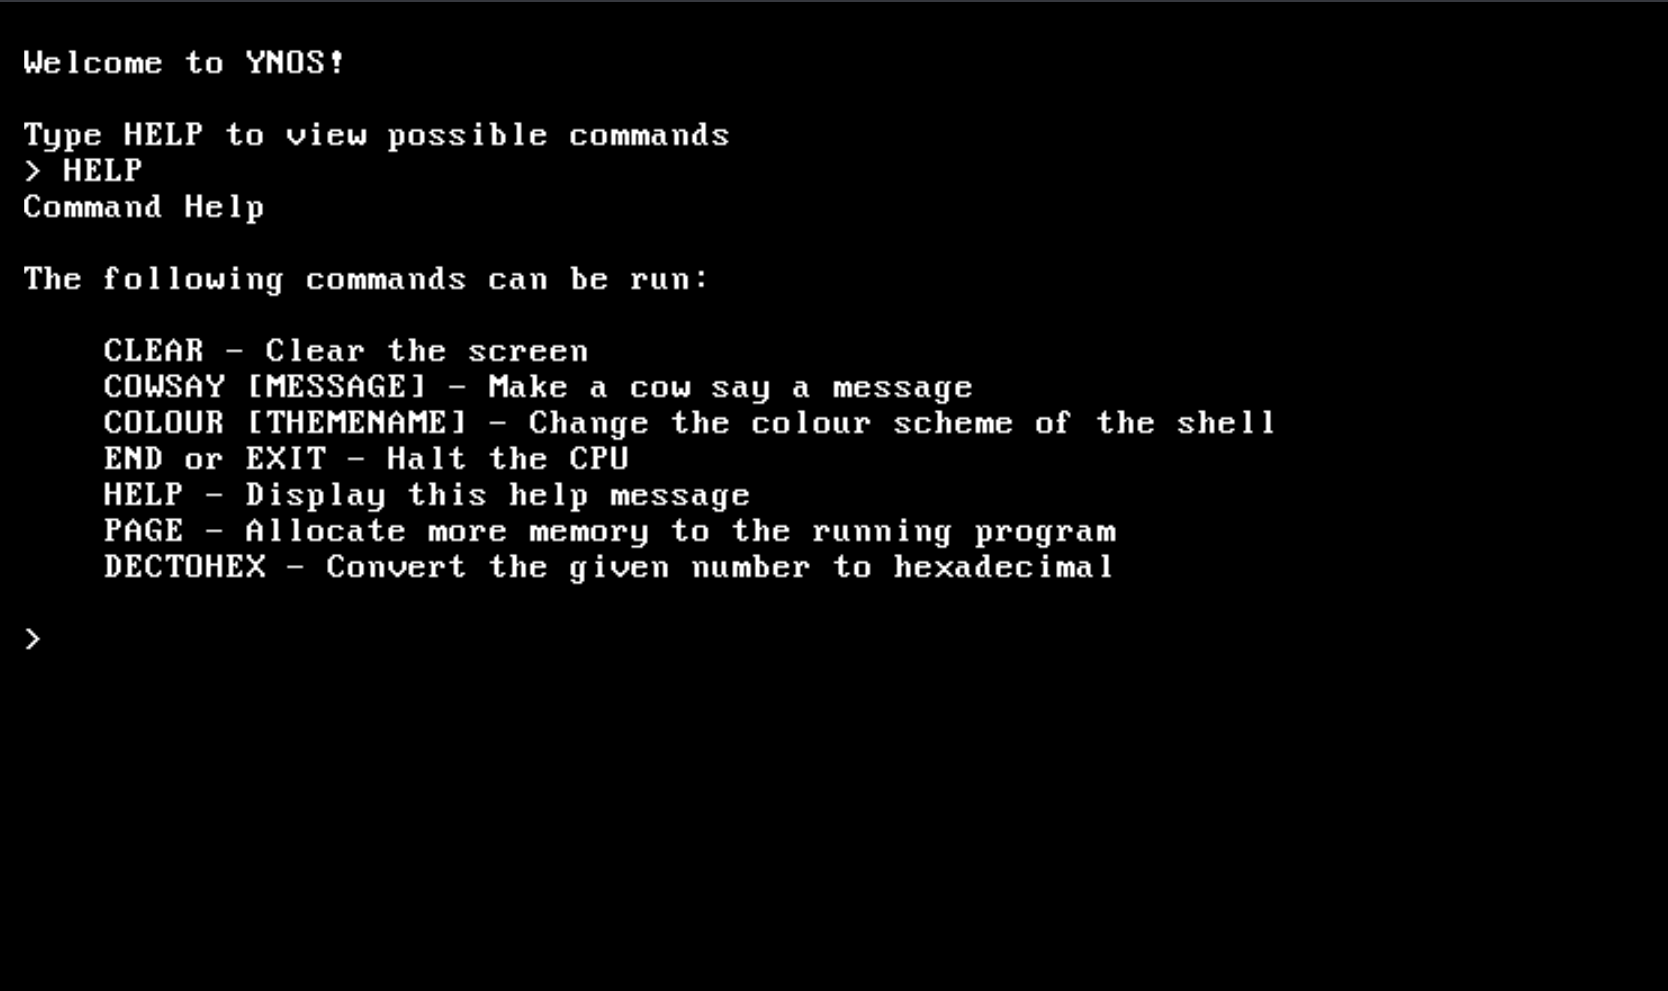 Welcome to YNOS!
Type HELP to view possible commands
> HELP
Command Help
The following commands can be run:
CLEAR - Clear the screen
COWSAY [MESSAGE] - Make a cow say a message
COLOUR [THEMENAME] - Change the colour scheme of the shell
END or EXIT - Halt the CPU
HELP - Display this help message
PAGE - Allocate more memory to the running program
DECTOHEX - Convert the given number to hexadecimal
>